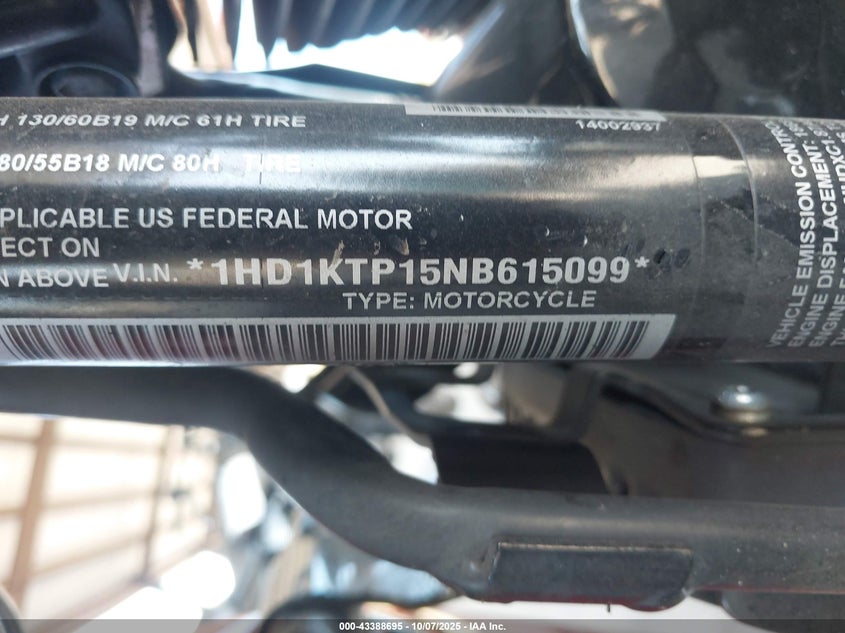 H 130/60B19 M/C 61H TIRE
14002937
80/55B18 M/C 80H TIRE
PLICABLE US FEDERAL MOTOR
ECT ON
N ABOVE V.I.N. *1HD1KTP15NB615099*
TYPE: MOTORCYCLE
VEHICLE EMISSION CONTRO
ENGINE DISPLACEMENT:
ENGINE
000-43388695 - 10/07/2025 - IAA Inc.